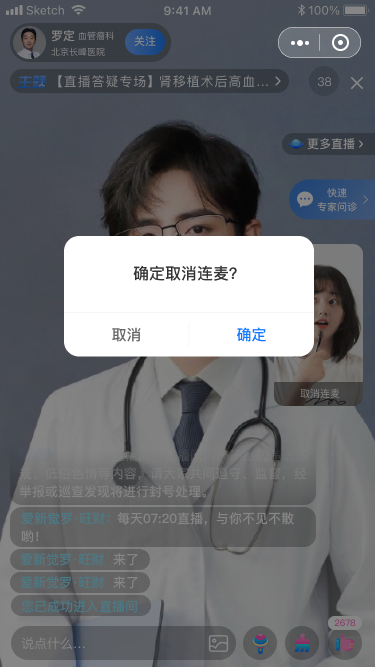 Sketch
9:41 AM
100%
罗定 血管瘤科
北京长峰医院
关注
【直播答疑专场】肾移植术后高血...
38
更多直播
快速
专家问诊
确定取消连麦?
取消
确定
取消连麦
举报或巡查发现将进行封号处理。
爱新觉罗·旺财：每天07:20直播，与你不见不散
哟！
爱新觉罗·旺财 来了
爱新觉罗·旺财 来了
您已成功进入直播间
说点什么...
2678